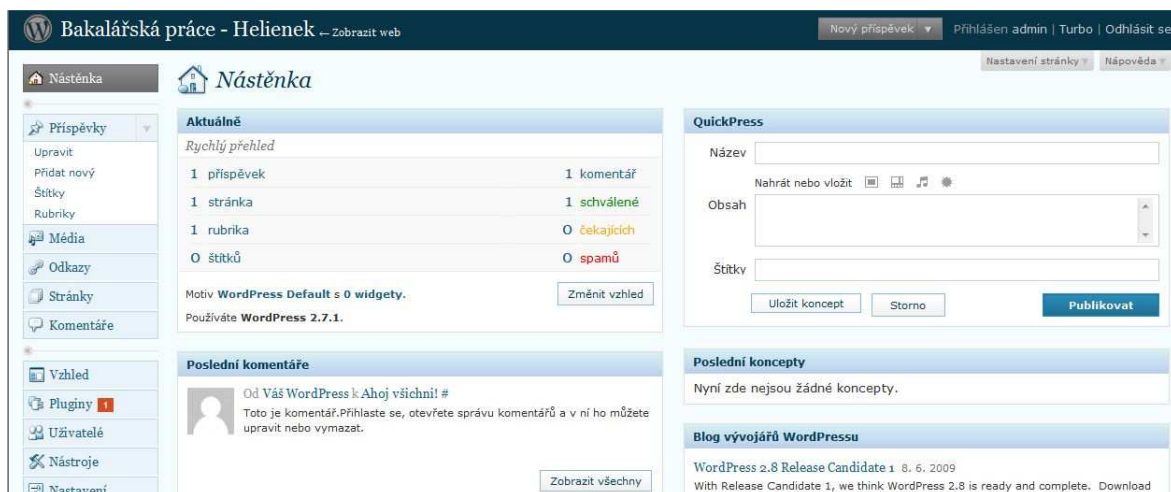 Bakalářská práce - Helienek ← Zobrazit web
Nový příspěvek
Přihlášen admin | Turbo | Odhlásit se
Nastavení stránky
Nápověda
Nástěnka
Příspěvky
Upravit
Přidat nový
Štítky
Rubriky
Média
Odkazy
Stránky
Komentáře
Vzhled
Pluginy 1
Uživatelé
Nástroje
Nastavení
Nástěnka
Aktuálně
Rychlý přehled
1 příspěvek 1 komentář
1 stránka 1 schválené
1 rubrika 0 čekajících
0 štítků 0 spamů
Motiv WordPress Default s 0 widgety.
Změnit vzhled
Používáte WordPress 2.7.1.
Poslední komentáře
Od Váš WordPress k Ahoj všichni! #
Toto je komentář.Přihlaste se, otevřete správu komentářů a v ní ho můžete
upravit nebo vymazat.
Zobrazit všechny
QuickPress
Název
Nahrát nebo vložit
Obsah
Štítky
Uložit koncept
Storno
Publikovat
Poslední koncepty
Nyní zde nejsou žádné koncepty.
Blog vývojářů WordPressu
WordPress 2.8 Release Candidate 1 8. 6. 2009
With Release Candidate 1, we think WordPress 2.8 is ready and complete. Download